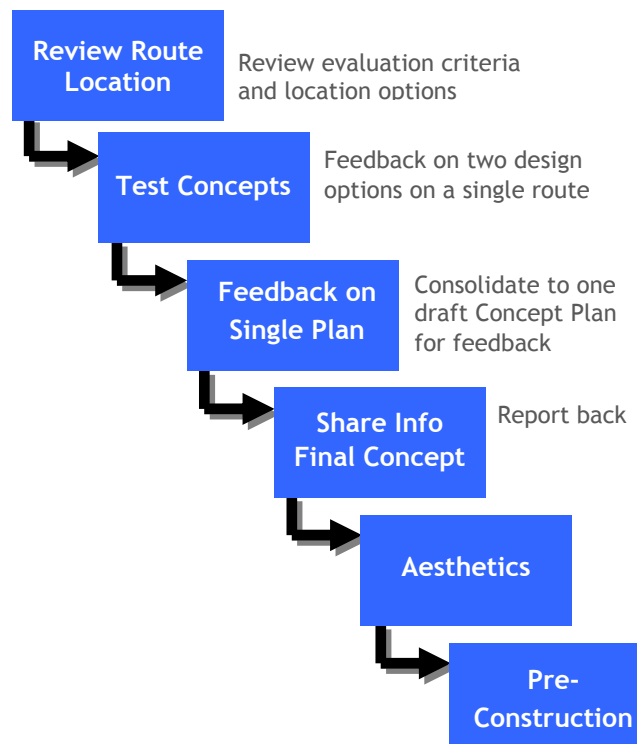 Review Route
Location
Review evaluation criteria
and location options
Test Concepts
Feedback on two design
options on a single route
Feedback on
Single Plan
Consolidate to one
draft Concept Plan
for feedback
Share Info
Final Concept
Report back
Aesthetics
Pre-
Construction